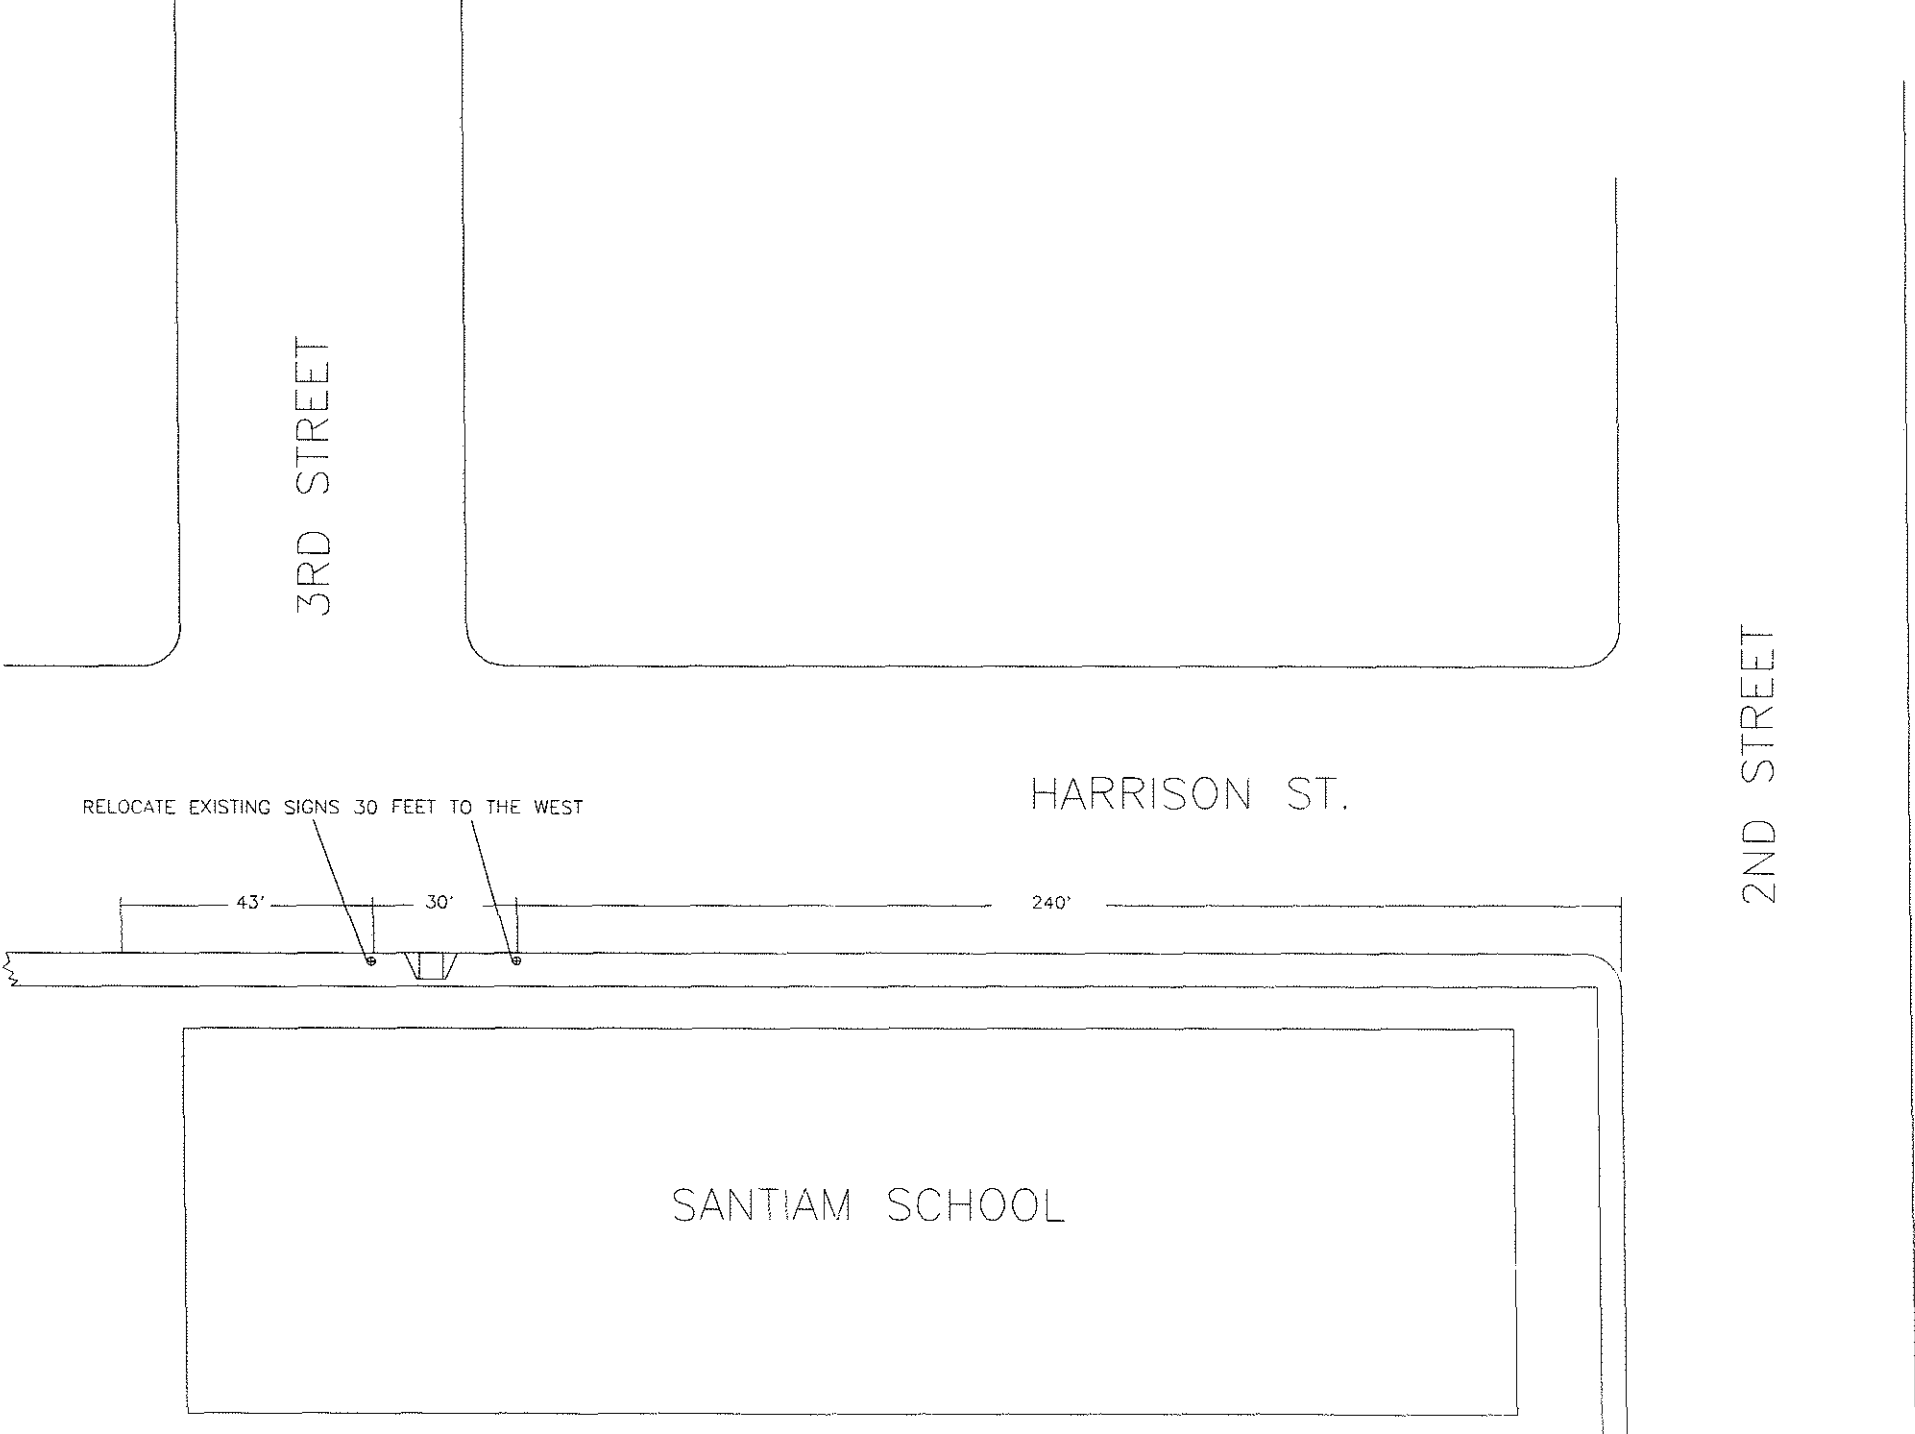 3RD STREET
2ND STREET
HARRISON ST.
RELOCATE EXISTING SIGNS 30 FEET TO THE WEST
43'
30'
240'
SANTIAM SCHOOL